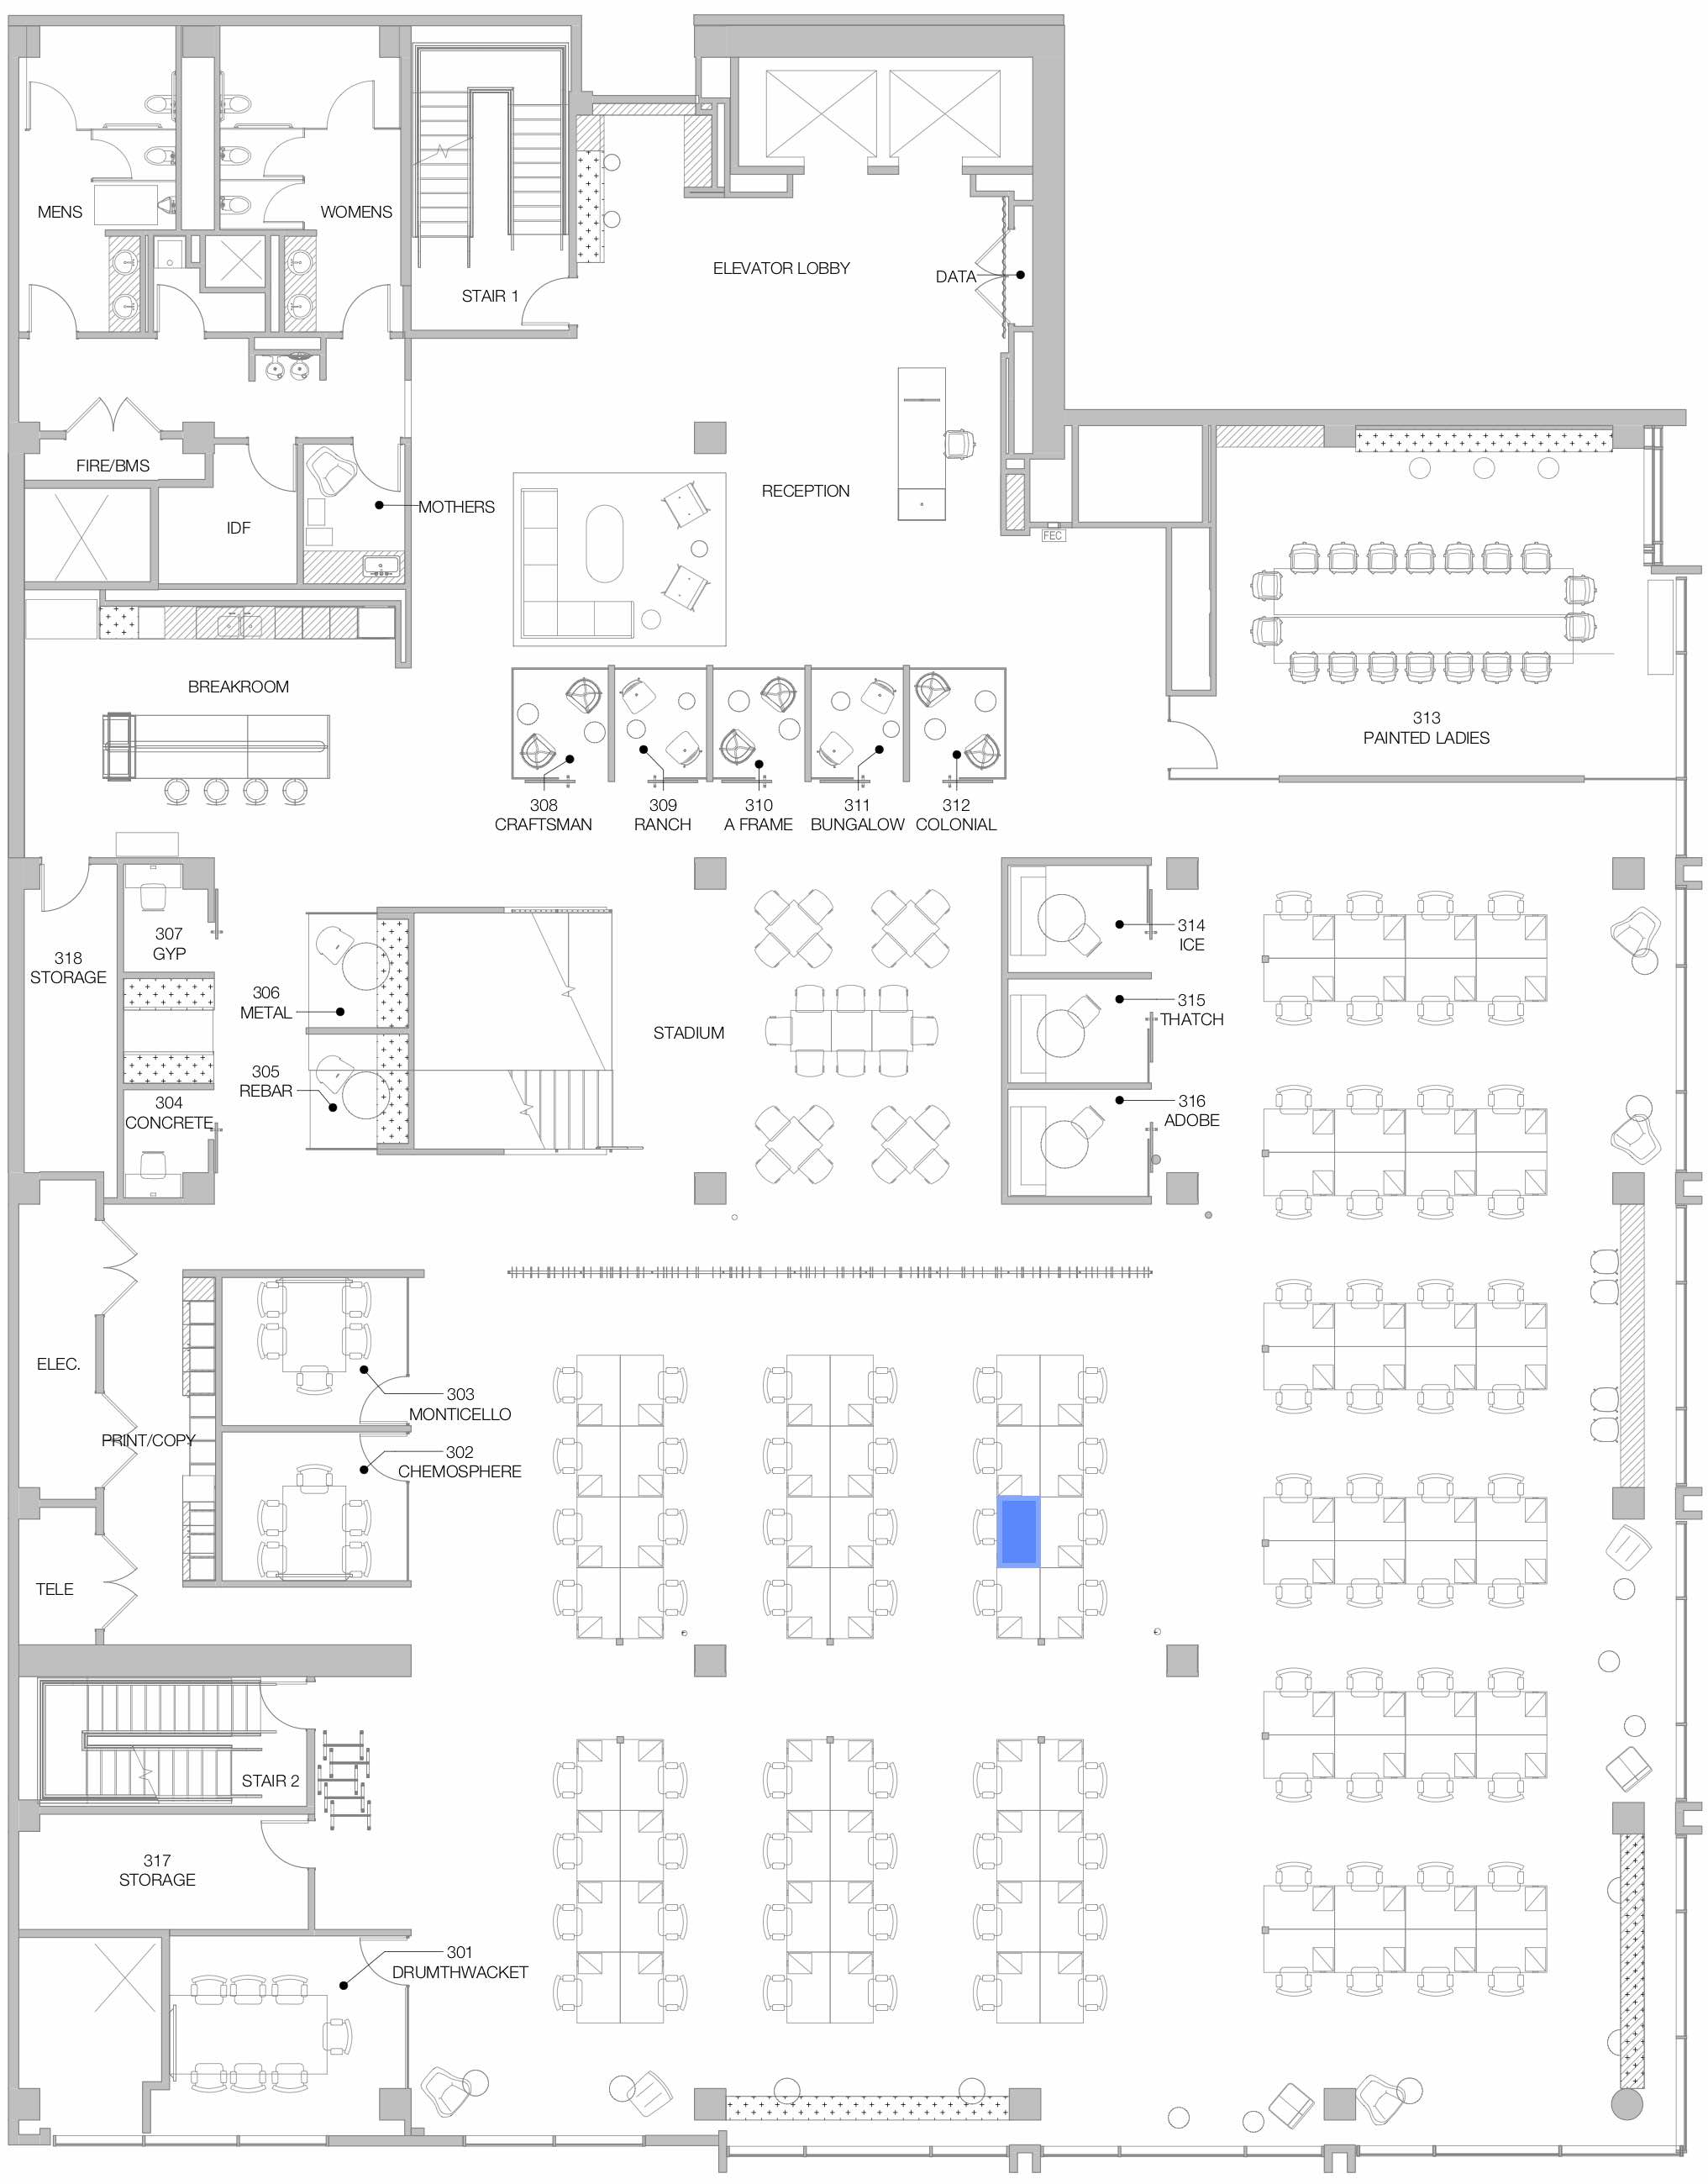 MENS
WOMENS
STAIR 1
ELEVATOR LOBBY
DATA
FIRE/BMS
IDF
MOTHERS
RECEPTION
FEC
BREAKROOM
313
PAINTED LADIES
308
CRAFTSMAN
309
RANCH
310
A FRAME
311
BUNGALOW
312
COLONIAL
307
GYP
318
STORAGE
306
METAL
305
REBAR
304
CONCRETE
STADIUM
314
ICE
315
THATCH
316
ADOBE
ELEC.
303
MONTICELLO
PRINT/COPY
302
CHEMOSPHERE
TELE
STAIR 2
317
STORAGE
301
DRUMTHWACKET